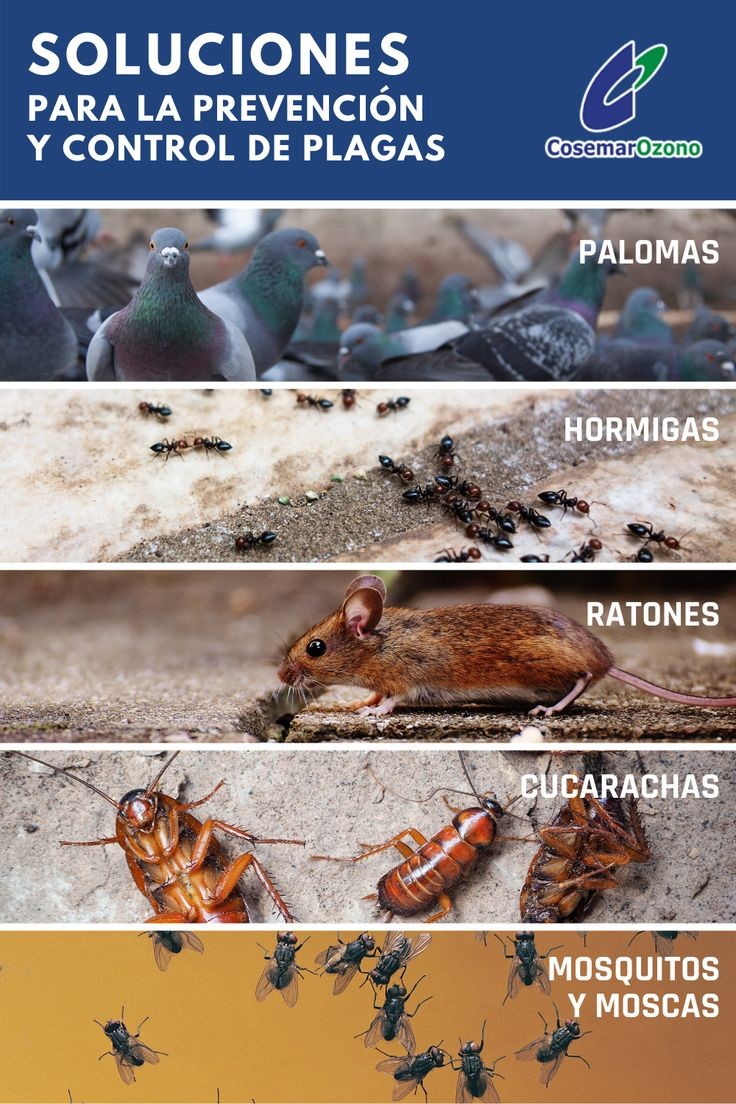 SOLUCIONES
PARA LA PREVENCIÓN
Y CONTROL DE PLAGAS
CosemarOzono
PALOMAS
HORMIGAS
RATONES
CUCARACHAS
MOSQUITOS
Y MOSCAS